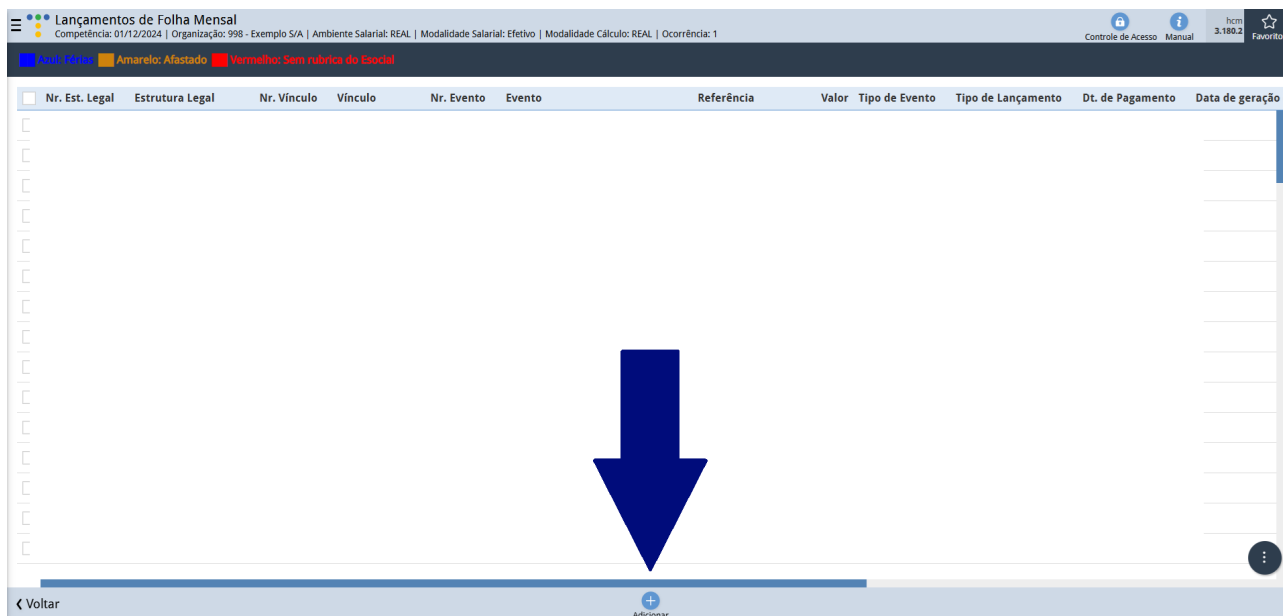 Lançamentos de Folha Mensal
Competência: 01/12/2024 | Organização: 998 - Exemplo S/A | Ambiente Salarial: REAL | Modalidade Salarial: Efetivo | Modalidade Cálculo: REAL | Ocorrência: 1
Controle de Acesso
Manual
hcm
3.180.2
Favorito
Azul: Férias Amarelo: Afastado Vermelho: Sem rubrica do Esocial
Nr. Est. Legal Estrutura Legal Nr. Vínculo Vínculo Nr. Evento Evento Referência Valor Tipo de Evento Tipo de Lançamento Dt. de Pagamento Data de geração
Voltar
Adicionar